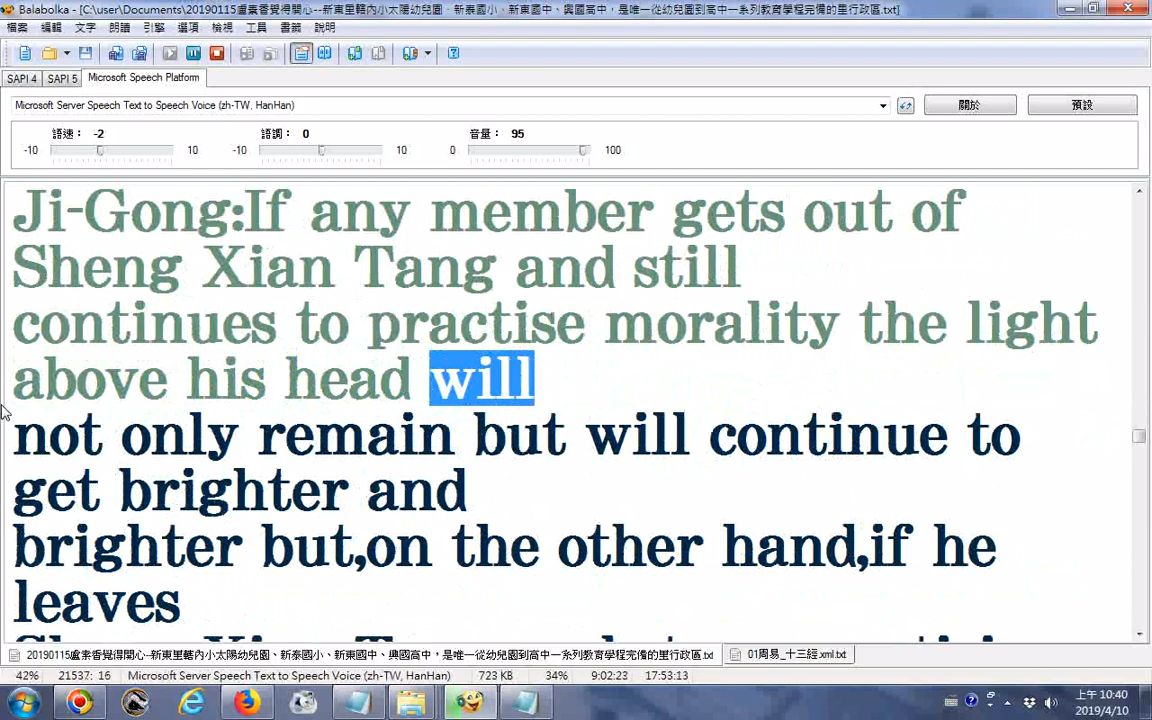 Balabolka - [C:\user\Documents\20190115盧素香覺得開心--新東里轄內小太陽幼兒園﹑新泰國小、新東國中、興國高中，是唯一從幼兒園到高中一系列教育學程完備的里行政區.txt]
檔案 編輯 文字 朗讀 引擎 選項 檢視 工具 書籤 說明
SAPI 4 SAPI 5 Microsoft Speech Platform
Microsoft Server Speech Text to Speech Voice (zh-TW, HanHan) 關於 預設
語速： -2 語調： 0 音量： 95
-10 10 -10 10 0 100
Ji-Gong:If any member gets out of
Sheng Xian Tang and still
continues to practise morality the light
above his head will
not only remain but will continue to
get brighter and
brighter but,on the other hand,if he
leaves
20190115盧素香覺得開心--新東里轄內小太陽幼兒園、新泰國小、新東國中、興國高中，是唯一從幼兒園到高中一系列教育學程完備的里行政區.txt 01周易_十三經.xml.txt
42% 21537: 16 Microsoft Server Speech Text to Speech Voice (zh-TW, HanHan) 723 KB 34% 9:02:23 17:53:13
上午 10:40
2019/4/10